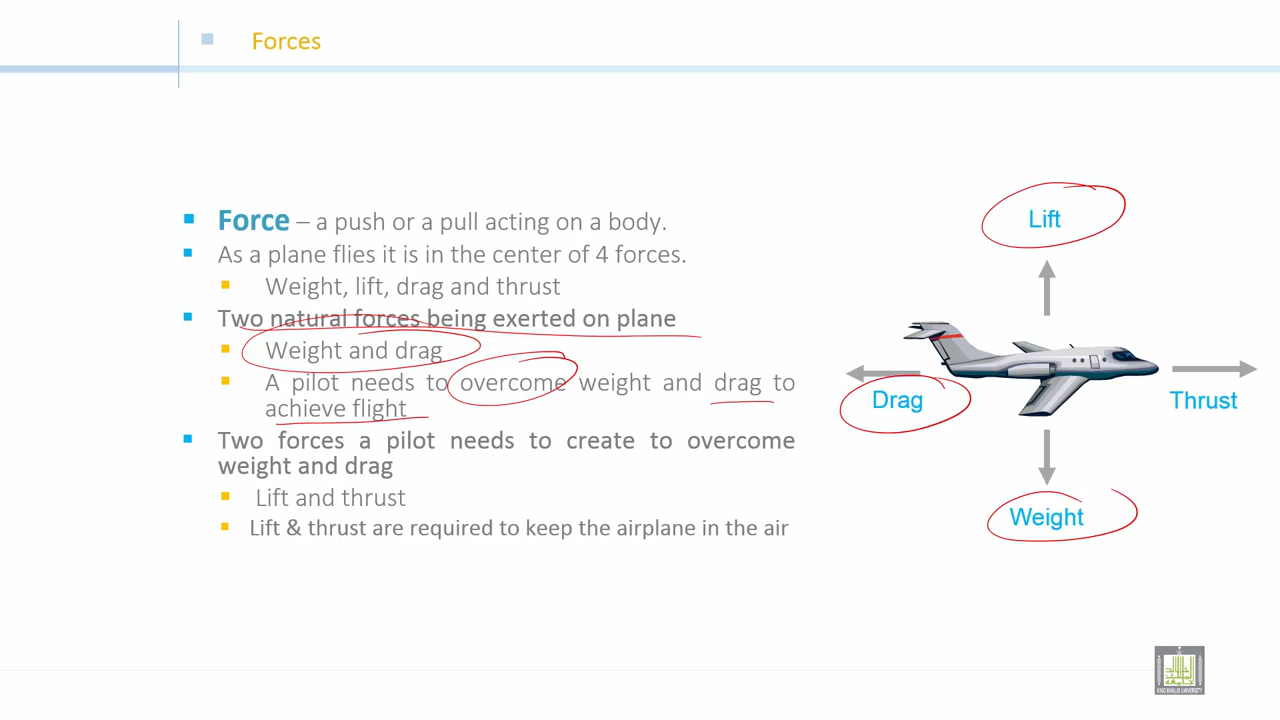 Forces
Force – a push or a pull acting on a body.
As a plane flies it is in the center of 4 forces.
Weight, lift, drag and thrust
Two natural forces being exerted on plane
Weight and drag
A pilot needs to overcome weight and drag to
achieve flight
Two forces a pilot needs to create to overcome
weight and drag
Lift and thrust
Lift & thrust are required to keep the airplane in the air
Lift
Drag
Thrust
Weight
KING KHALID UNIVERSITY